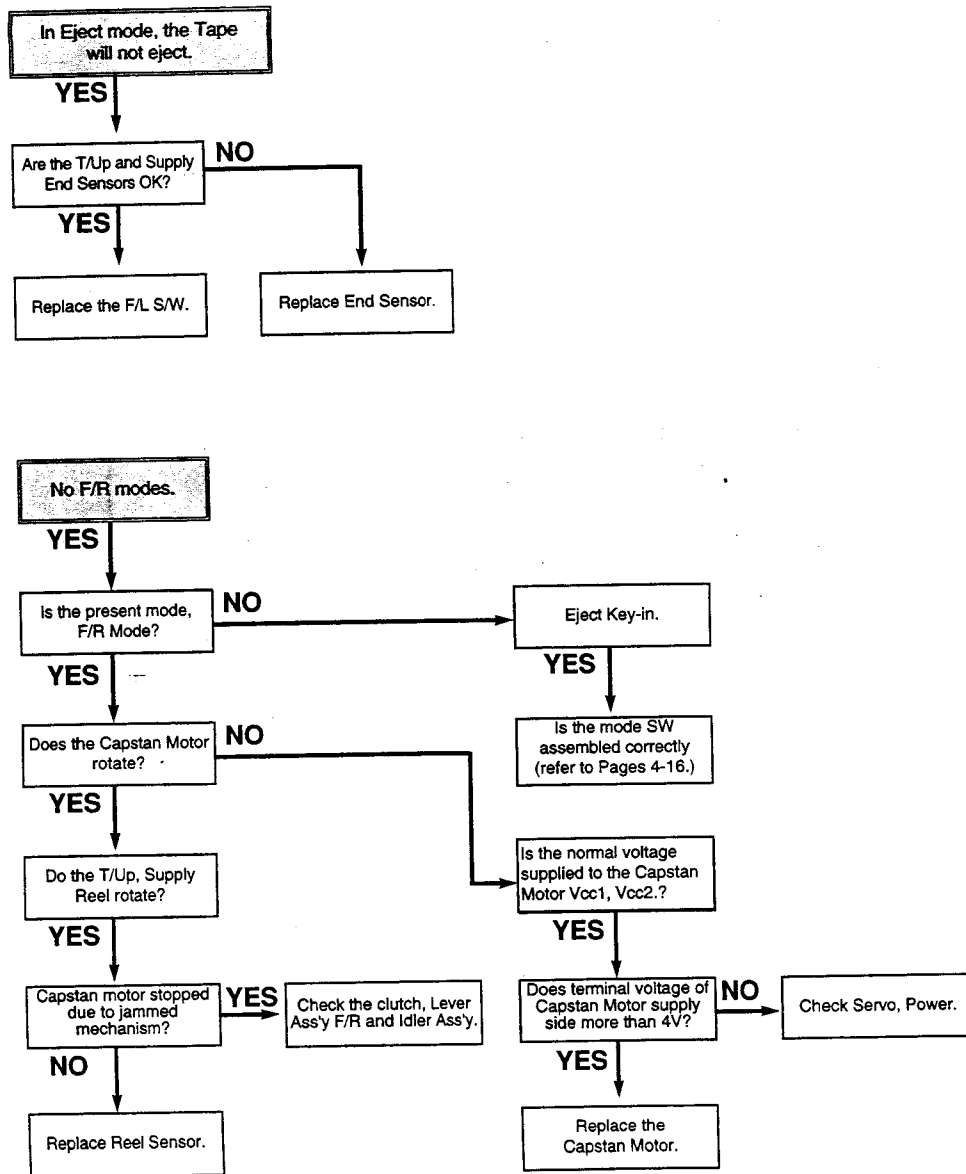 In Eject mode, the Tape
will not eject.
YES
Are the T/Up and Supply
End Sensors OK?
NO
YES
Replace the F/L S/W.
Replace End Sensor.
No F/R modes.
YES
Is the present mode,
F/R Mode?
NO
Eject Key-in.
YES
YES
Is the mode SW
assembled correctly
(refer to Pages 4-16.)
Does the Capstan Motor
rotate?
NO
YES
Is the normal voltage
supplied to the Capstan
Motor Vcc1, Vcc2.?
Do the T/Up, Supply
Reel rotate?
YES
YES
Capstan motor stopped
due to jammed
mechanism?
YES
Check the clutch, Lever
Ass'y F/R and Idler Ass'y.
Does terminal voltage of
Capstan Motor supply
side more than 4V?
NO
Check Servo, Power.
NO
YES
Replace Reel Sensor.
Replace the
Capstan Motor.